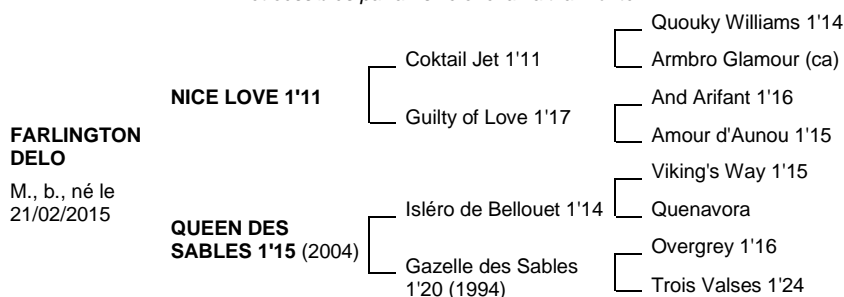 Quouky Williams 1'14
Coktail Jet 1'11
Armbro Glamour (ca)
NICE LOVE 1'11
And Arifant 1'16
Guilty of Love 1'17
Amour d'Aunou 1'15
FARLINGTON
DELO
M., b., né le
21/02/2015
Viking's Way 1'15
Isléro de Bellouet 1'14
Quenavora
QUEEN DES
SABLES 1'15 (2004)
Overgrey 1'16
Gazelle des Sables
1'20 (1994)
Trois Valses 1'24